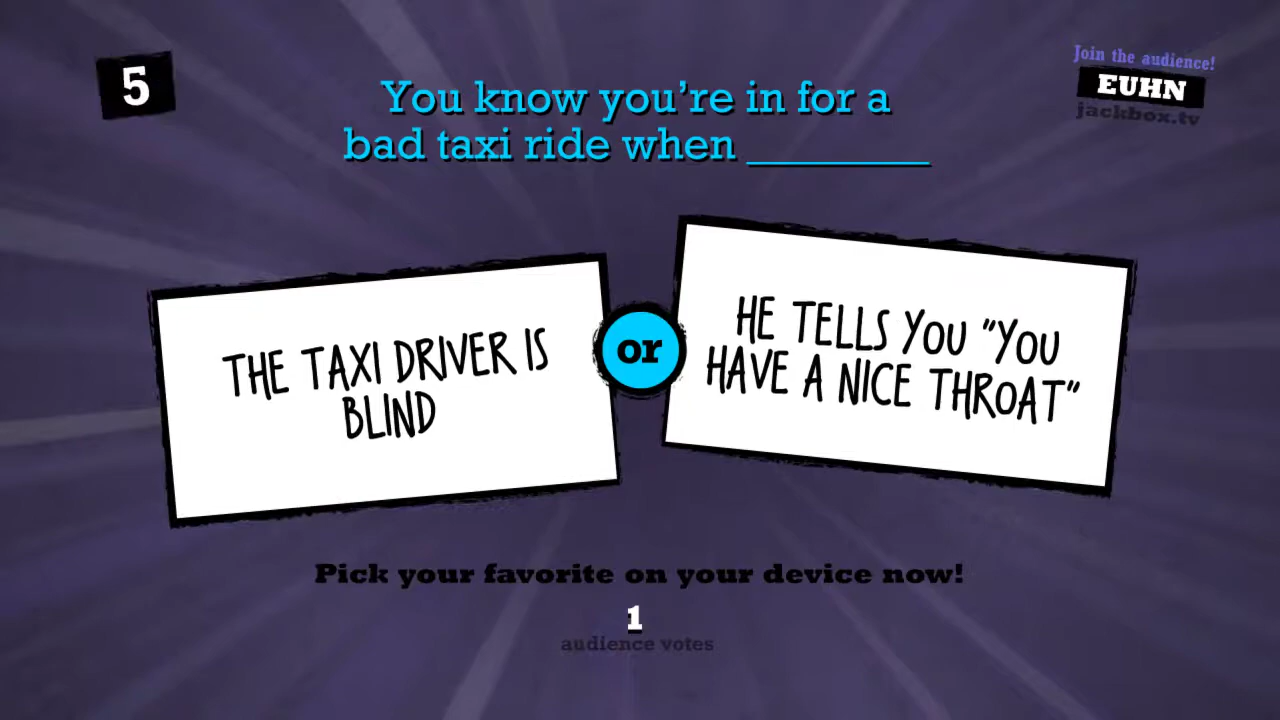 5
You know you're in for a
bad taxi ride when _________
Join the audience!
EUHN
jackbox.tv
THE TAXI DRIVER IS
BLIND
or
HE TELLS YOU "YOU
HAVE A NICE THROAT"
Pick your favorite on your device now!
1
audience votes